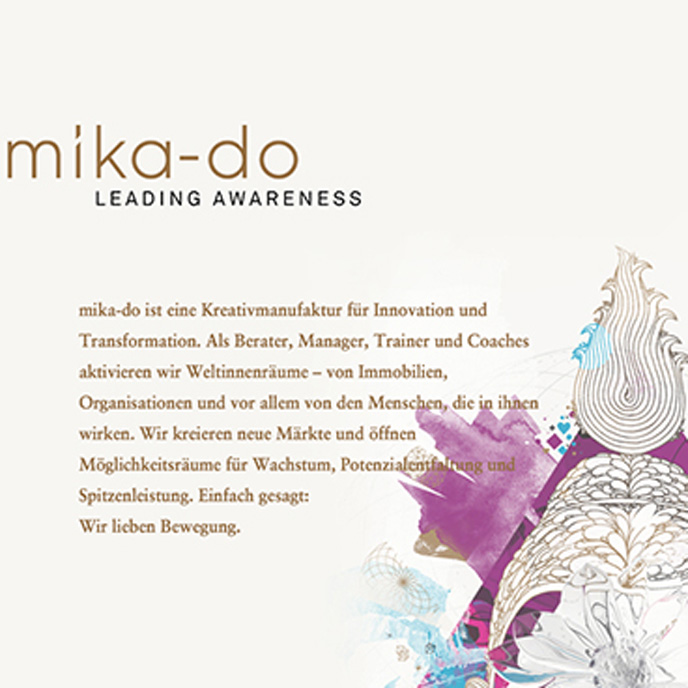 mika-do
LEADING AWARENESS
mika-do ist eine Kreativmanufaktur für Innovation und
Transformation. Als Berater, Manager, Trainer und Coaches
aktivieren wir Weltinnenräume – von Immobilien,
Organisationen und vor allem von den Menschen, die in ihnen
wirken. Wir kreieren neue Märkte und öffnen
Möglichkeitsräume für Wachstum, Potenzialentfaltung und
Spitzenleistung. Einfach gesagt:
Wir lieben Bewegung.